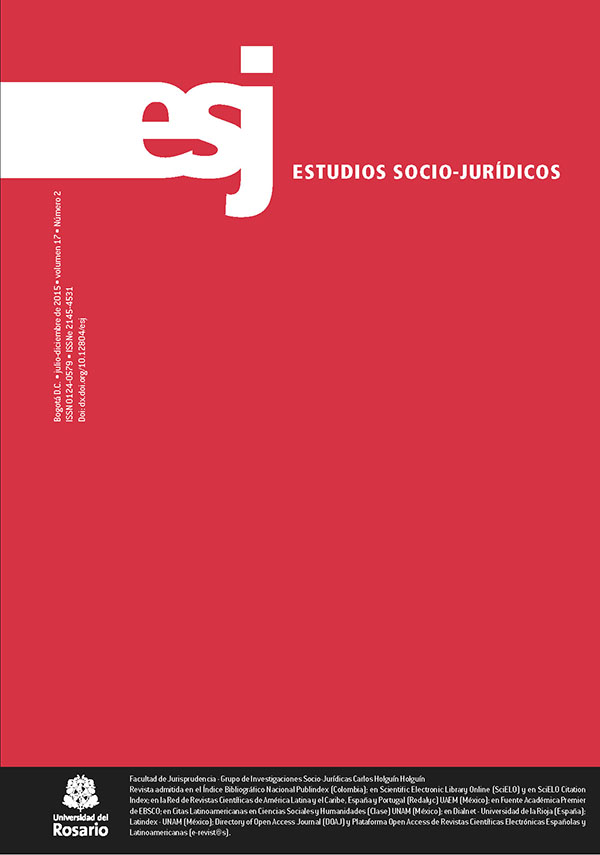 esj
ESTUDIOS SOCIO-JURÍDICOS
Bogotá D.C. • julio-diciembre de 2015 • volumen 17 • Número 2
ISSN 0124-0579 • ISSNe 2145-4531
Doi: dx.doi.org/10.12804/esj
Universidad del
Rosario
Facultad de Jurisprudencia - Grupo de Investigaciones Socio-Jurídicas Carlos Holguín Holguín
Revista admitida en el Índice Bibliográfico Nacional Publindex (Colombia); en Scientific Electronic Library Online (SciELO) y en SciELO Citation
Index; en la Red de Revistas Científicas de América Latina y el Caribe, España y Portugal (Redalyc) UAEM (México); en Fuente Académica Premier
de EBSCO; en Citas Latinoamericanas en Ciencias Sociales y Humanidades (Clase) UNAM (México); en Dialnet - Universidad de la Rioja (España);
Latindex - UNAM (México); Directory of Open Access Journal (DOAJ) y Plataforma Open Access de Revistas Científicas Electrónicas Españolas y
Latinoamericanas (e-revist@s).